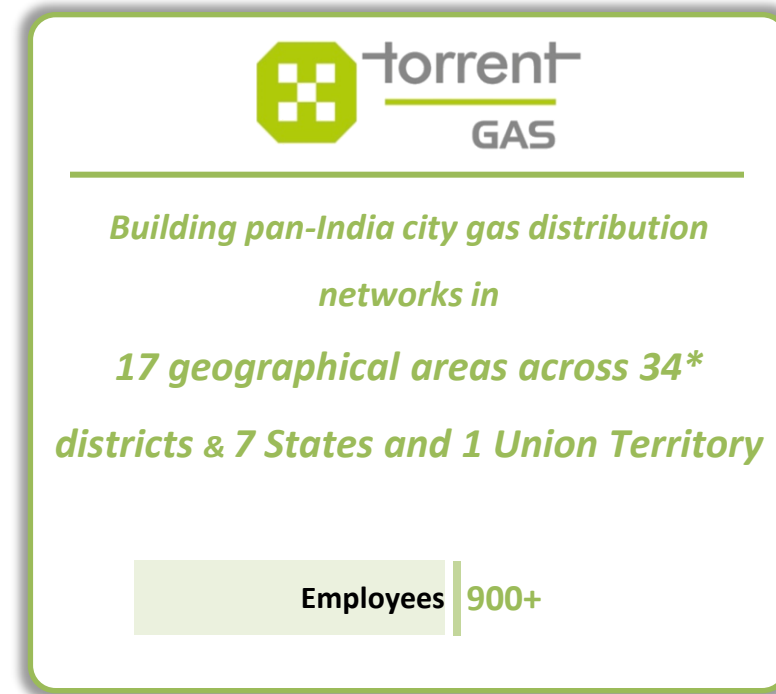 torrent
GAS
Building pan-India city gas distribution
networks in
17 geographical areas across 34*
districts & 7 States and 1 Union Territory
Employees 900+